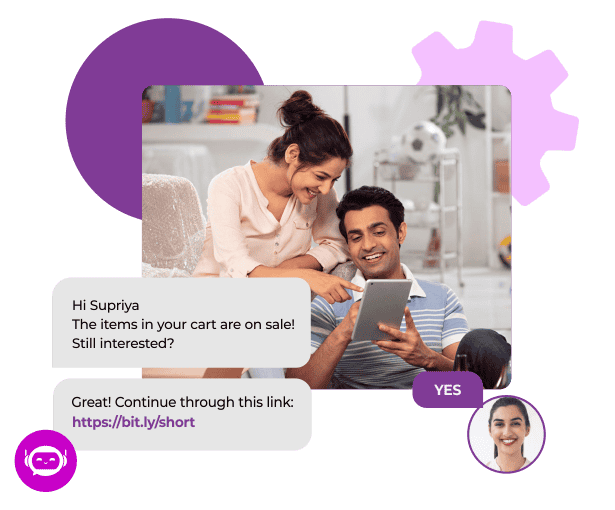 Hi Supriya
The items in your cart are on sale!
Still interested?
YES
Great! Continue through this link:
https://bit.ly/short